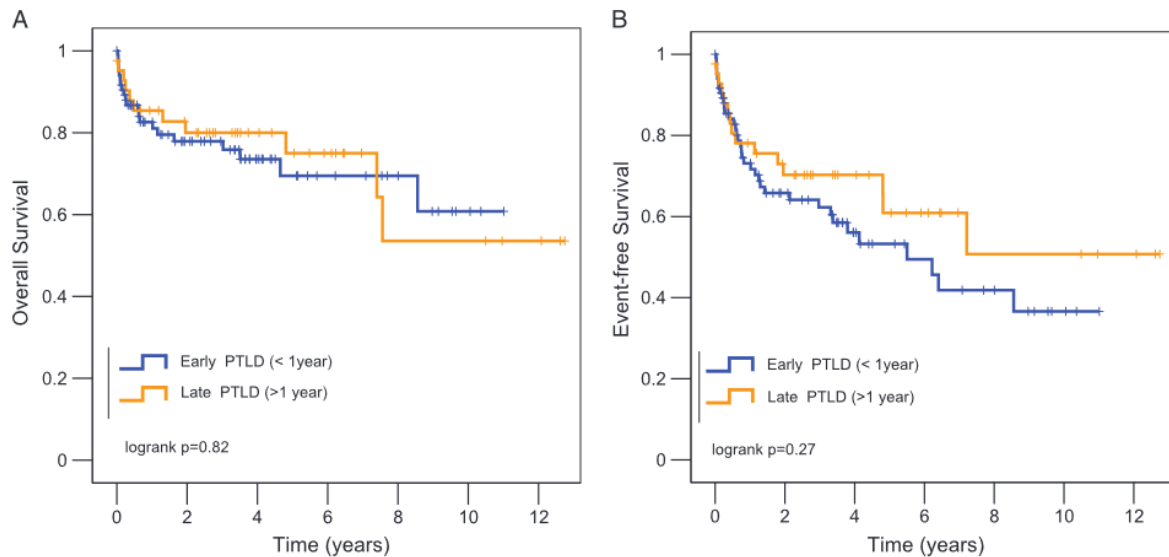 A
Overall Survival
1
0.8
0.6
0.4
0.2
0
Early PTLD (< 1year)
Late PTLD (>1 year)
logrank p=0.82
0 2 4 6 8 10 12
Time (years)
B
Event-free Survival
1
0.8
0.6
0.4
0.2
0
Early PTLD (< 1year)
Late PTLD (>1 year)
logrank p=0.27
0 2 4 6 8 10 12
Time (years)